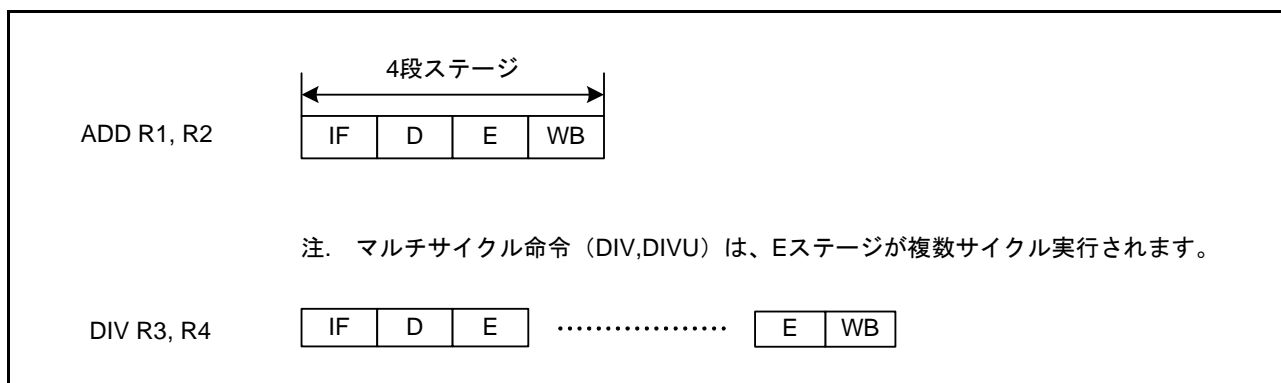 4段ステージ
ADD R1, R2 IF D E WB
注. マルチサイクル命令（DIV,DIVU）は、Eステージが複数サイクル実行されます。
DIV R3, R4 IF D E ･･････････････････ E WB